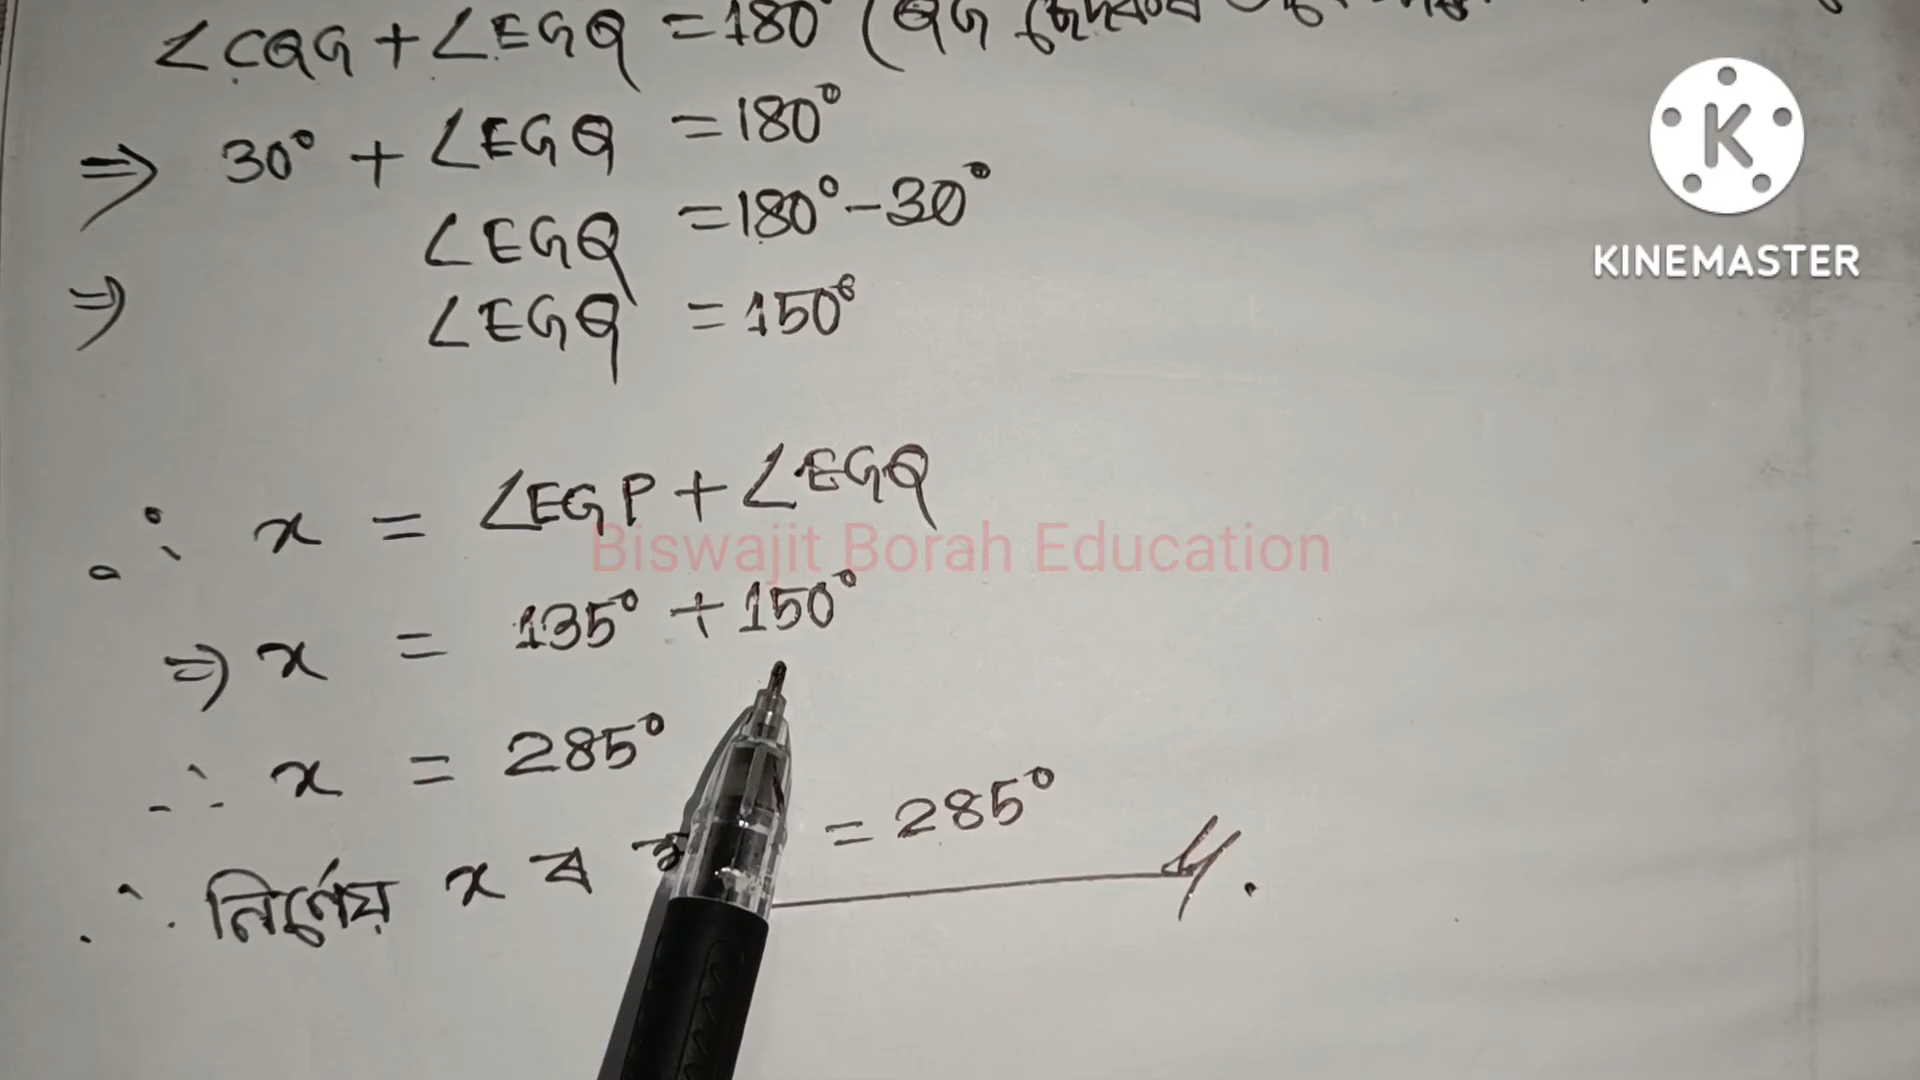 ∠CQG + ∠EGQ = 180° (QG
⇒ 30° + ∠EGQ = 180°
∠EGQ = 180° - 30°
⇒ ∠EGQ = 150°
∴ x = ∠EGP + ∠EGQ
⇒ x = 135° + 150°
∴ x = 285°
∴ নিৰ্ণেয় x ৰ = 285°
K
KINEMASTER
Biswajit Borah Education